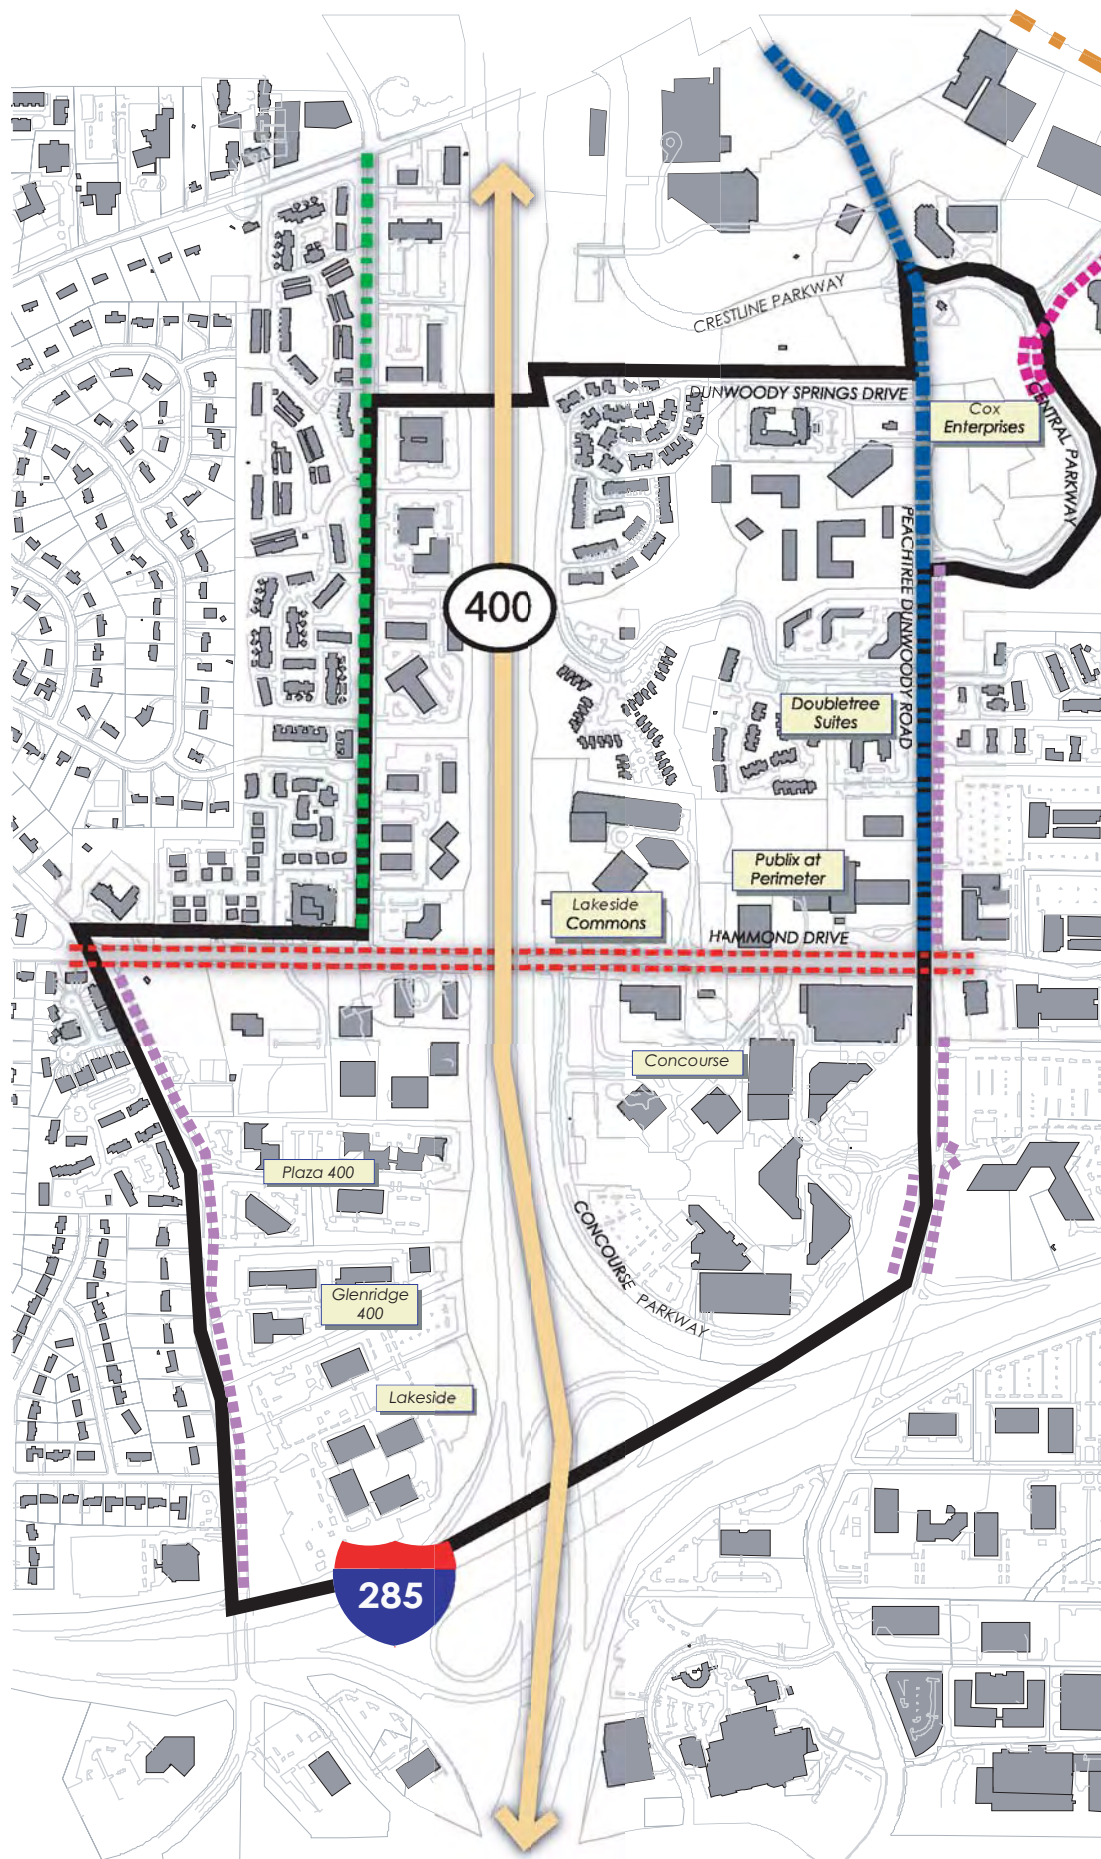 CRESTLINE PARKWAY
DUNWOODY SPRINGS DRIVE
Cox
Enterprises
CENTRAL PARKWAY
PEACHTREE DUNWOODY ROAD
400
Doubletree
Suites
Publix at
Perimeter
Lakeside
Commons
HAMMOND DRIVE
Concourse
Plaza 400
CONCOURSE PARKWAY
Glenridge
400
Lakeside
285